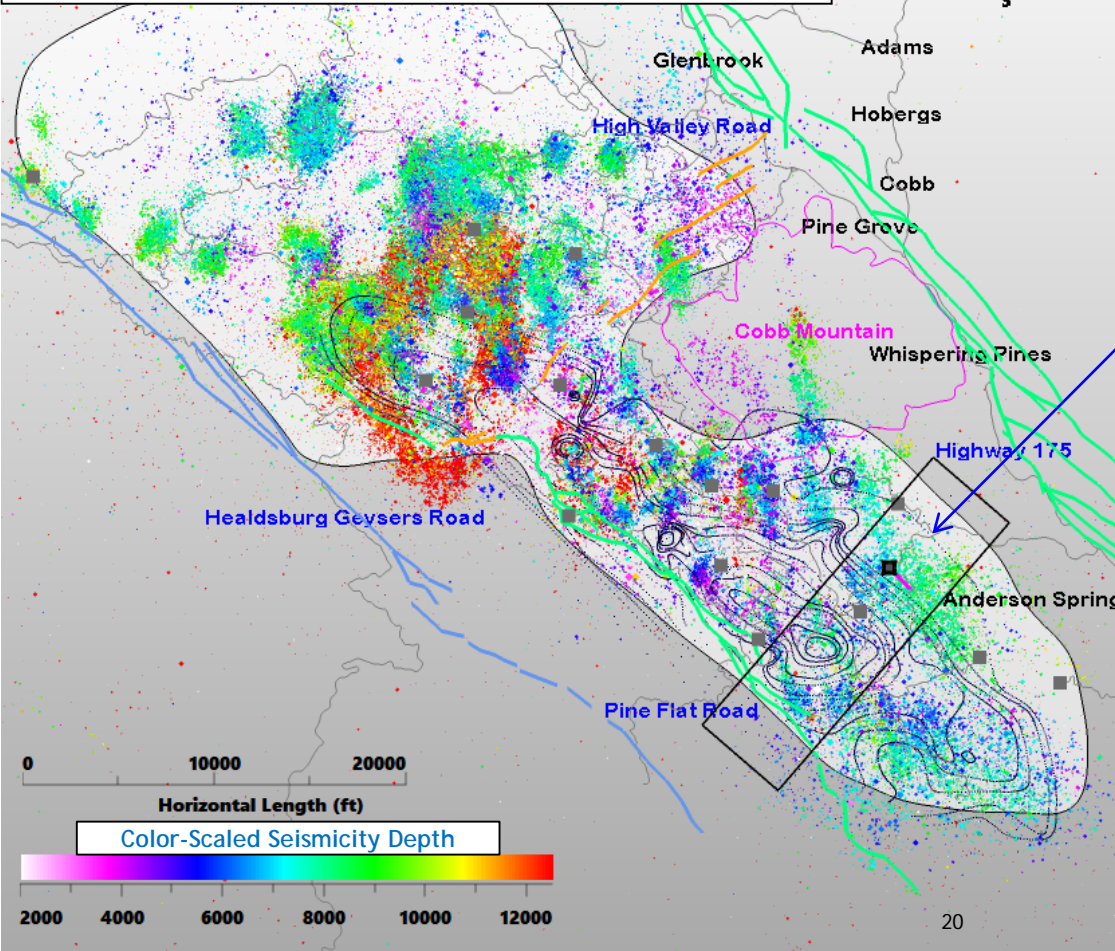 Adams
Glenbrook
Hobergs
High Valley Road
Cobb
Pine Grove
Cobb Mountain
Whispering Pines
Highway 175
Healdsburg Geysers Road
Anderson Spring
Pine Flat Road
0 10000 20000
Horizontal Length (ft)
Color-Scaled Seismicity Depth
2000 4000 6000 8000 10000 12000
20